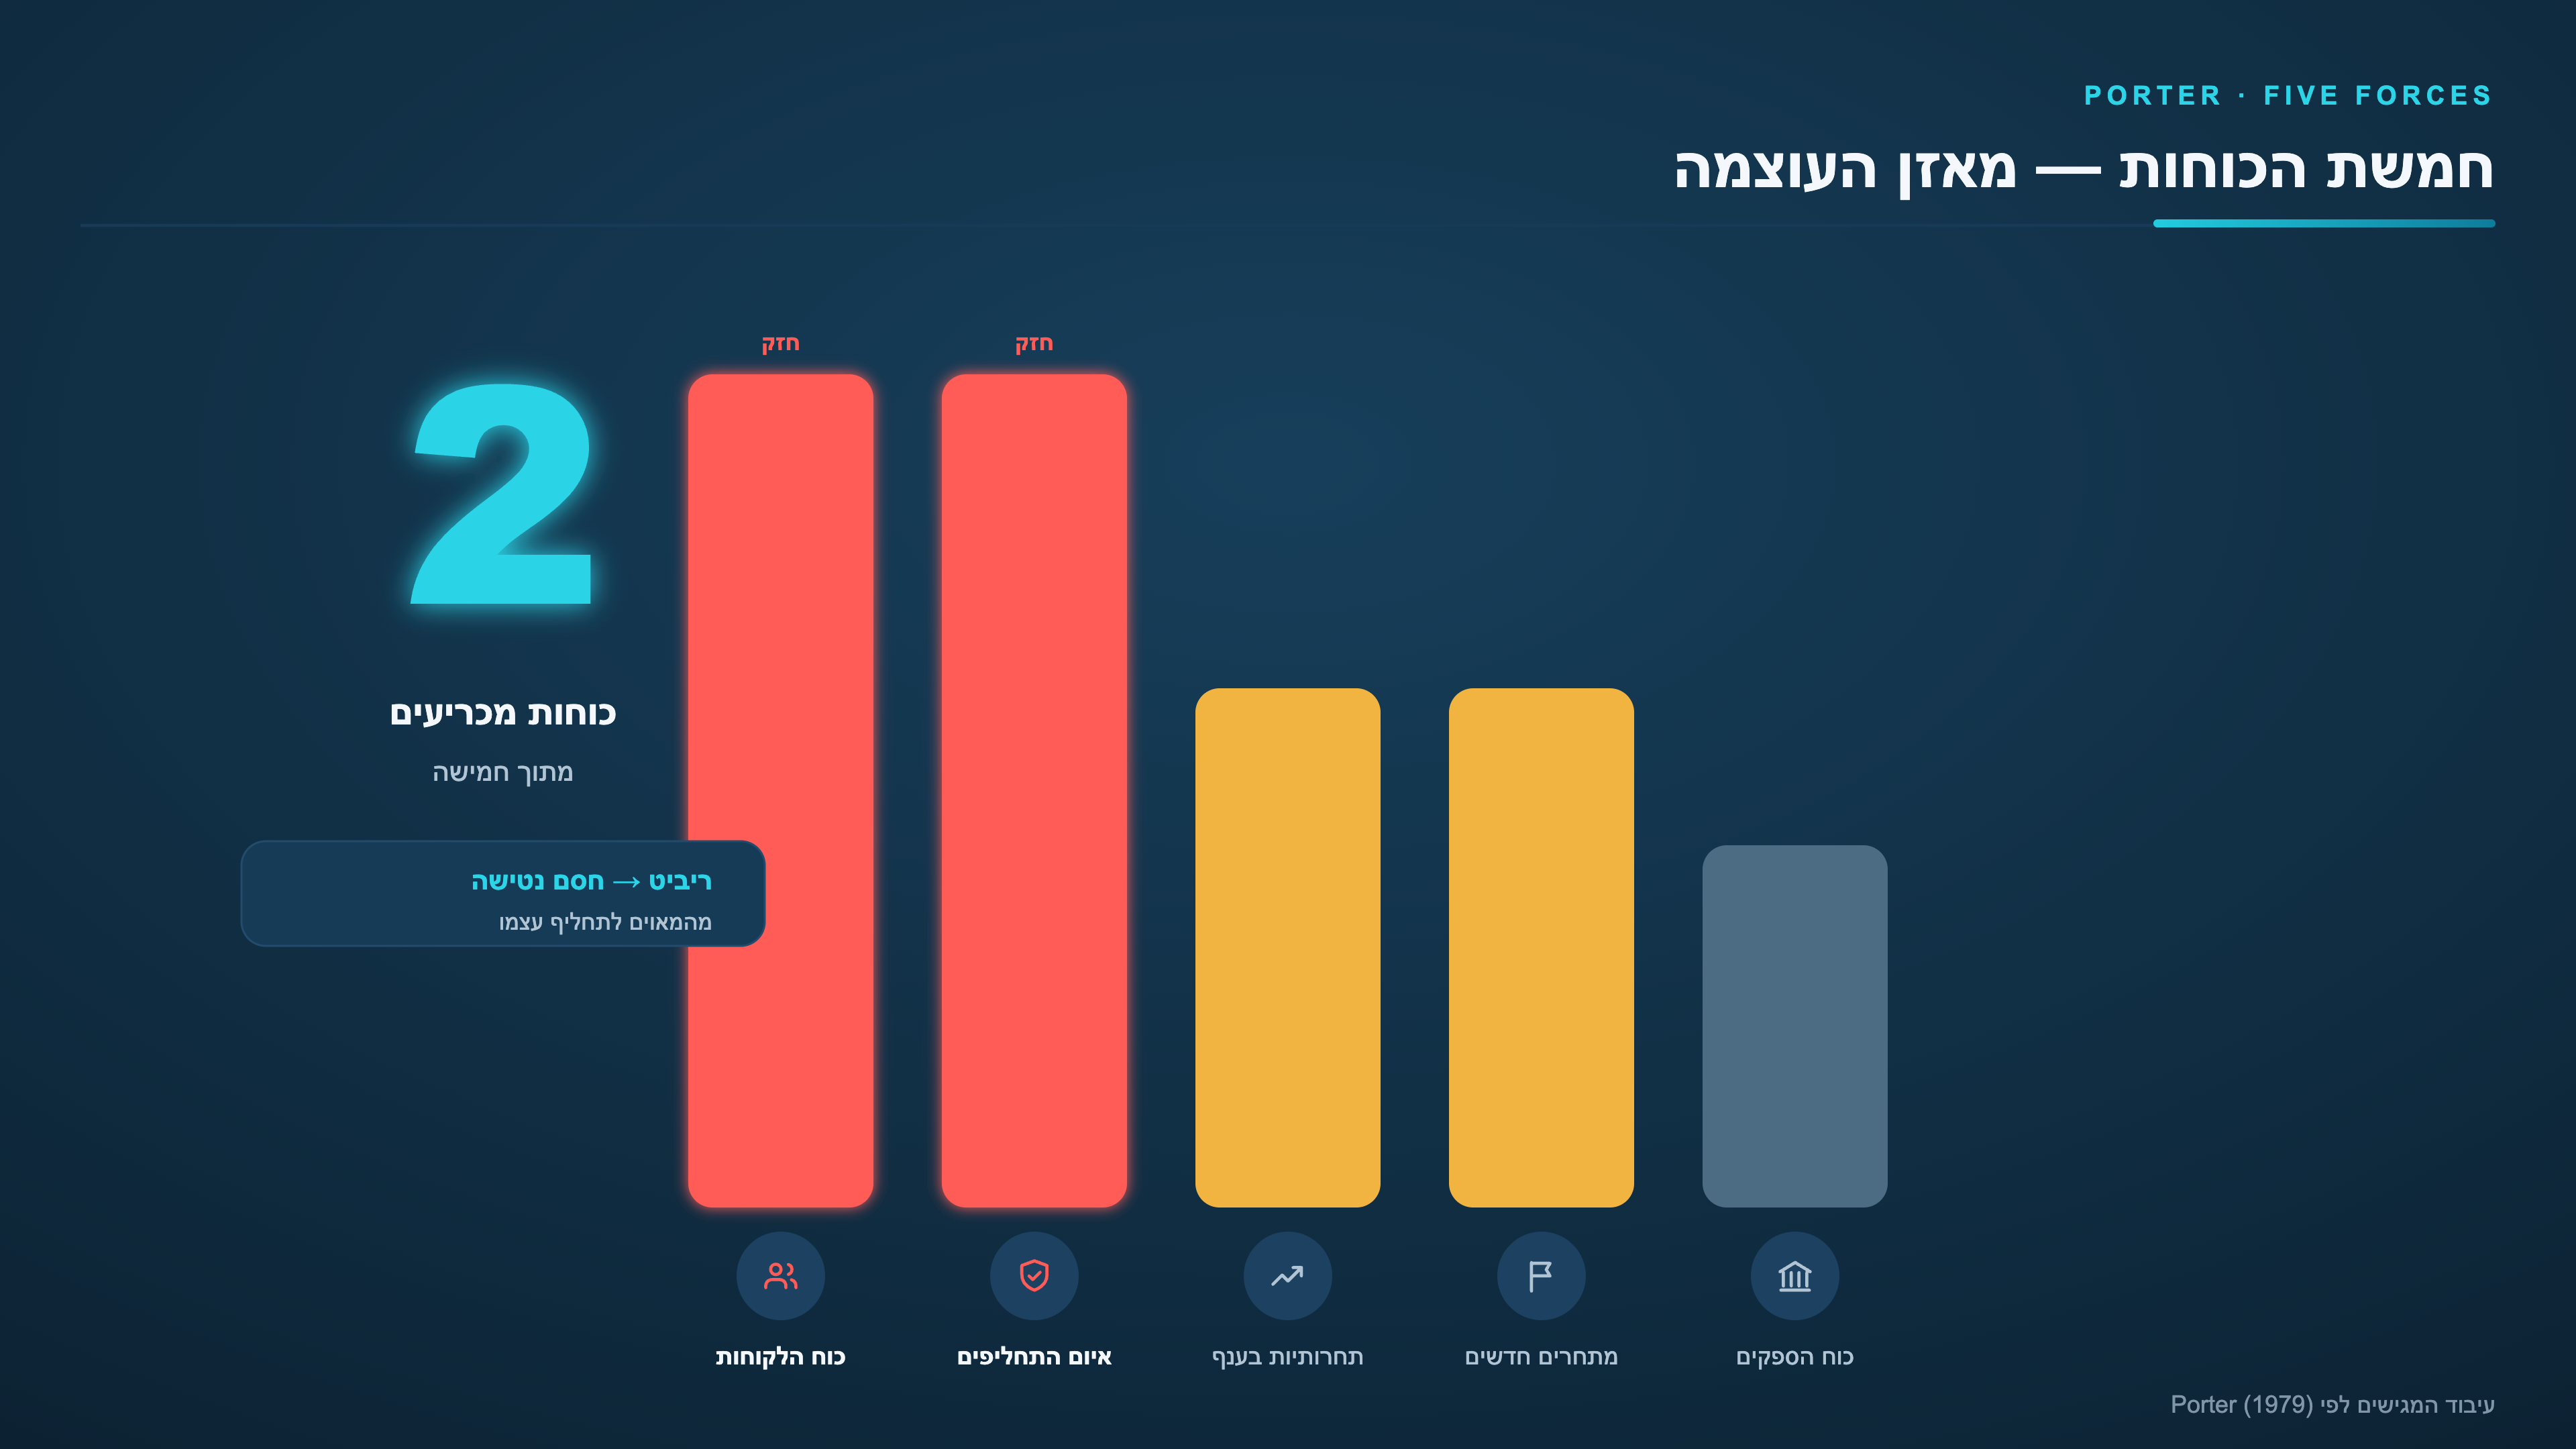 PORTER · FIVE FORCES
חמשת הכוחות — מאזן העוצמה
חזק
חזק
2
כוחות מכריעים
מתוך חמישה
ריביט → חסם נטישה
מהמאוים לתחליף עצמו
כוח הספקים
מתחרים חדשים
תחרותיות בענף
איום התחליפים
כוח הלקוחות
עיבוד המגישים לפי Porter (1979)